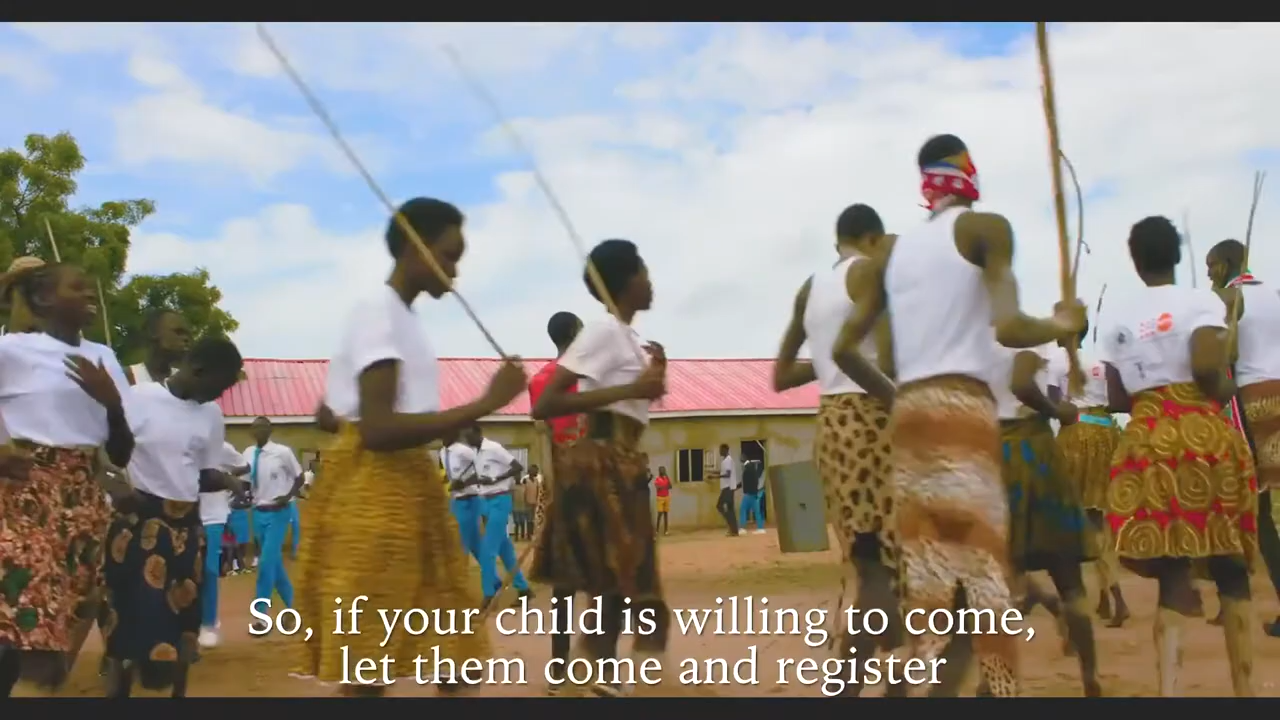 So, if your child is willing to come,
let them come and register